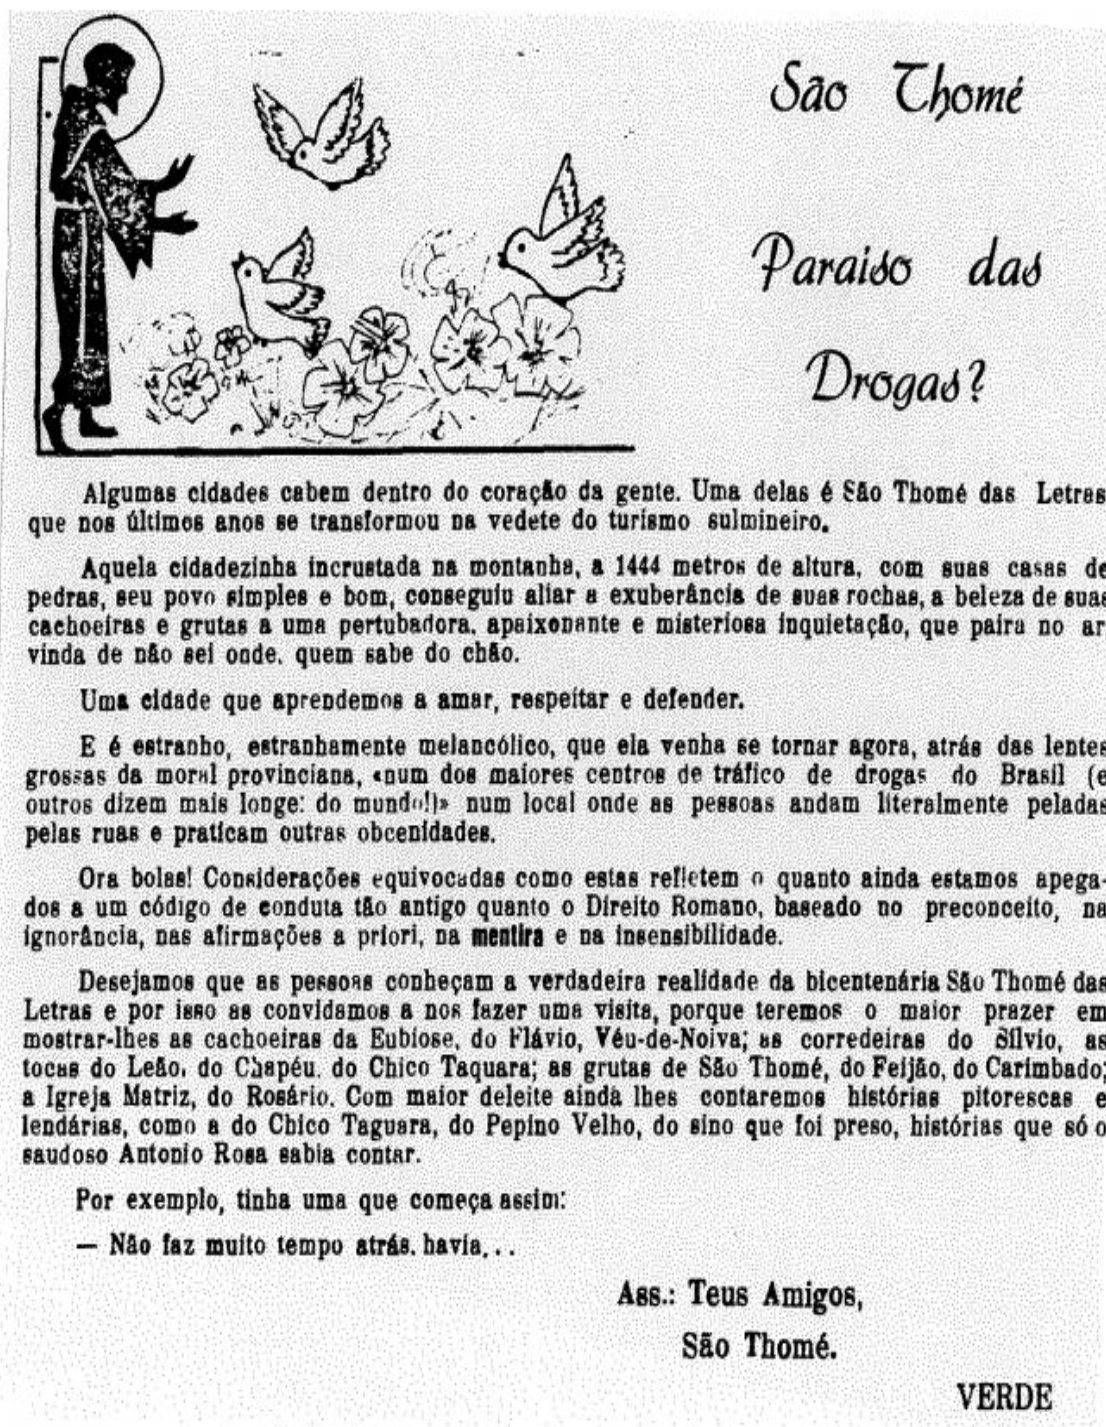 São Thomé
Paraiso das
Drogas?
Algumas cidades cabem dentro do coração da gente. Uma delas é São Thomé das Letras
que nos últimos anos se transformou na vedete do turismo sulmineiro.
Aquela cidadezinha incrustada na montanha, a 1444 metros de altura, com suas casas de
pedras, seu povo simples e bom, conseguiu aliar a exuberância de suas rochas, a beleza de suas
cachoeiras e grutas a uma pertubadora, apaixonante e misteriosa inquietação, que paira no ar
vinda de não sei onde, quem sabe do chão.
Uma cidade que aprendemos a amar, respeitar e defender.
E é estranho, estranhamente melancólico, que ela venha se tornar agora, atrás das lentes
grossas da moral provinciana, «num dos maiores centros de tráfico de drogas do Brasil (e
outros dizem mais longe: do mundo!)» num local onde as pessoas andam literalmente peladas
pelas ruas e praticam outras obcenidades.
Ora bolas! Considerações equivocadas como estas refletem o quanto ainda estamos apega-
dos a um código de conduta tão antigo quanto o Direito Romano, baseado no preconceito, na
ignorância, nas afirmações a priori, na mentira e na insensibilidade.
Desejamos que as pessoas conheçam a verdadeira realidade da bicentenária São Thomé das
Letras e por isso as convidamos a nos fazer uma visita, porque teremos o maior prazer em
mostrar-lhes as cachoeiras da Eubiose, do Flávio, Véu-de-Noiva; as corredeiras do Sílvio, as
tocas do Leão, do Chapéu, do Chico Taquara; as grutas de São Thomé, do Feijão, do Carimbado;
a Igreja Matriz, do Rosário. Com maior deleite ainda lhes contaremos histórias pitorescas e
lendárias, como a do Chico Taguara, do Pepino Velho, do sino que foi preso, histórias que só o
saudoso Antonio Rosa sabia contar.
Por exemplo, tinha uma que começa assim:
— Não faz muito tempo atrás, havia...
Ass.: Teus Amigos,
São Thomé.
VERDE